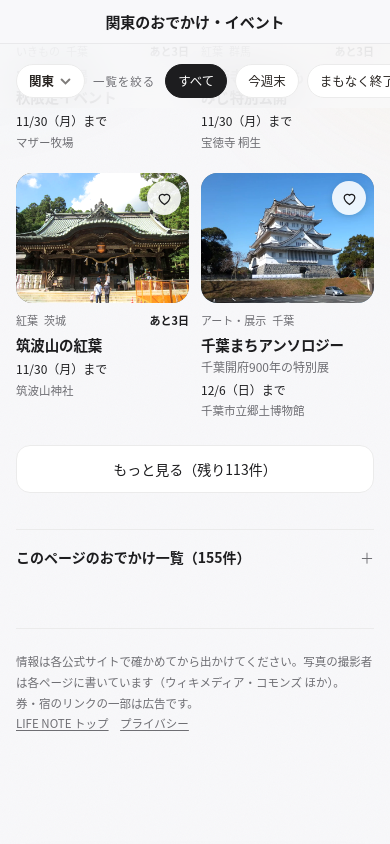 関東のおでかけ・イベント
あと3日
関東
一覧を絞る
すべて
今週末
まもなく終了
秋限定イベント
11/30（月）まで
11/30（月）まで
マザー牧場
宝徳寺 桐生
紅葉 茨城
あと3日
アート・展示 千葉
筑波山の紅葉
千葉まちアンソロジー
11/30（月）まで
千葉開府900年の特別展
筑波山神社
12/6（日）まで
千葉市立郷土博物館
もっと見る（残り113件）
このページのおでかけ一覧（155件）
情報は各公式サイトで確かめてから出かけてください。写真の撮影者
は各ページに書いています（ウィキメディア・コモンズ ほか）。
券・宿のリンクの一部は広告です。
LIFE NOTE トップ プライバシー